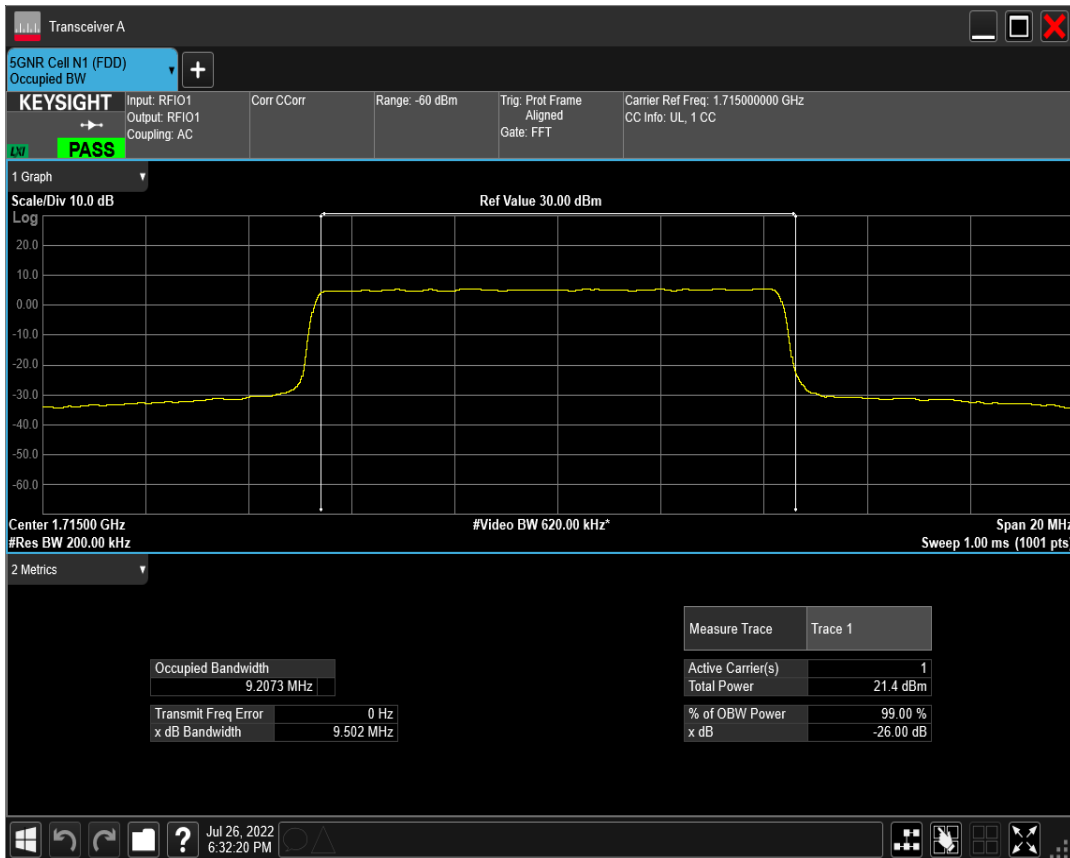 Transceiver A
5GNR Cell N1 (FDD)
Occupied BW
KEYSIGHT
LXI
PASS
Input: RFIO1
Output: RFIO1
Coupling: AC
Corr CCorr
Range: -60 dBm
Trig: Prot Frame
Aligned
Gate: FFT
Carrier Ref Freq: 1.715000000 GHz
CC Info: UL, 1 CC
1 Graph
Scale/Div 10.0 dB
Ref Value 30.00 dBm
Log
20.0
10.0
0.00
-10.0
-20.0
-30.0
-40.0
-50.0
-60.0
Center 1.71500 GHz
#Video BW 620.00 kHz*
Span 20 MHz
#Res BW 200.00 kHz
Sweep 1.00 ms (1001 pts)
2 Metrics
Measure Trace Trace 1
Occupied Bandwidth
9.2073 MHz
Active Carrier(s) 1
Total Power 21.4 dBm
Transmit Freq Error 0 Hz
x dB Bandwidth 9.502 MHz
% of OBW Power 99.00 %
x dB -26.00 dB
?
Jul 26, 2022
6:32:20 PM